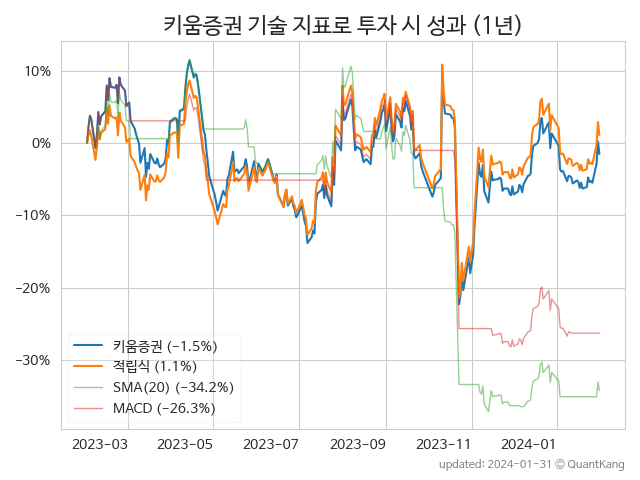 키움증권 기술 지표로 투자 시 성과 (1년)
10%
0%
−10%
−20%
−30%
키움증권 (−1.5%)
적립식 (1.1%)
SMA(20) (−34.2%)
MACD (−26.3%)
2023-03 2023-05 2023-07 2023-09 2023-11 2024-01
updated: 2024-01-31 © QuantKang